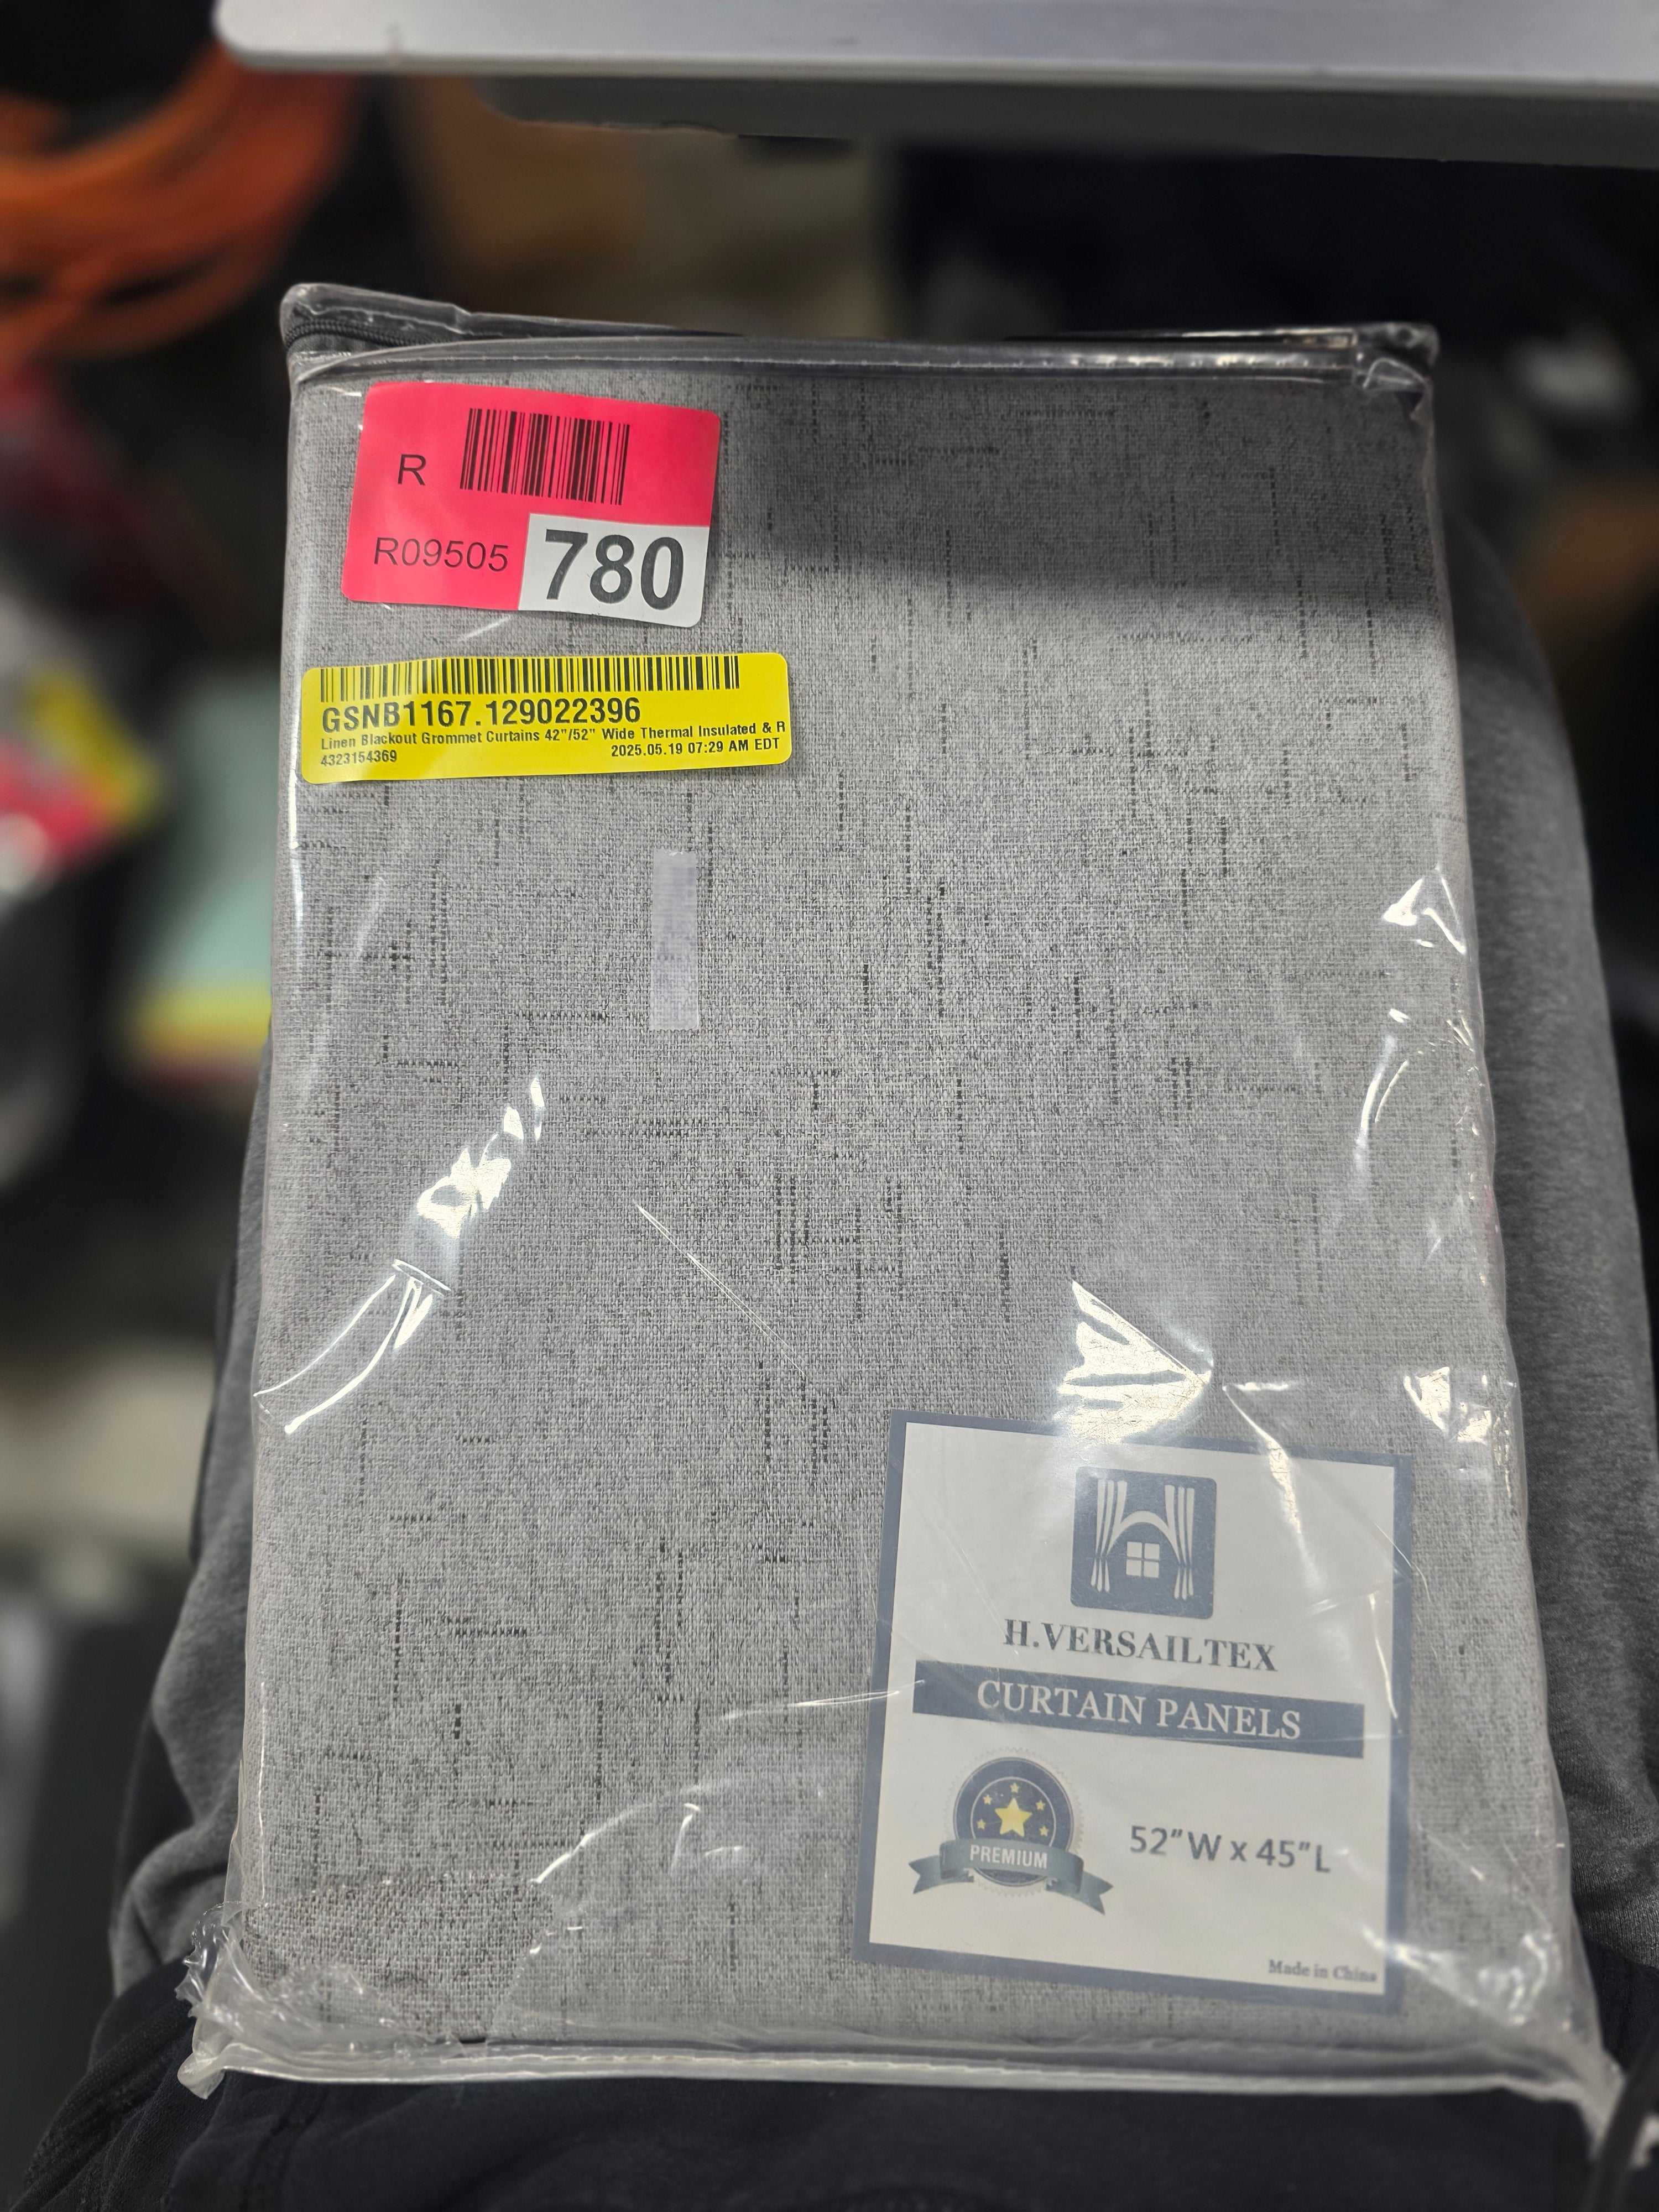 R
R09505 780
GSNB1167.129022396
Linen Blackout Grommet Curtains 42"/52" Wide Thermal Insulated & R
4323154369 2025.05.19 07:29 AM EDT
H.VERSAILTEX
CURTAIN PANELS
PREMIUM
52"W x 45"L
Made in China